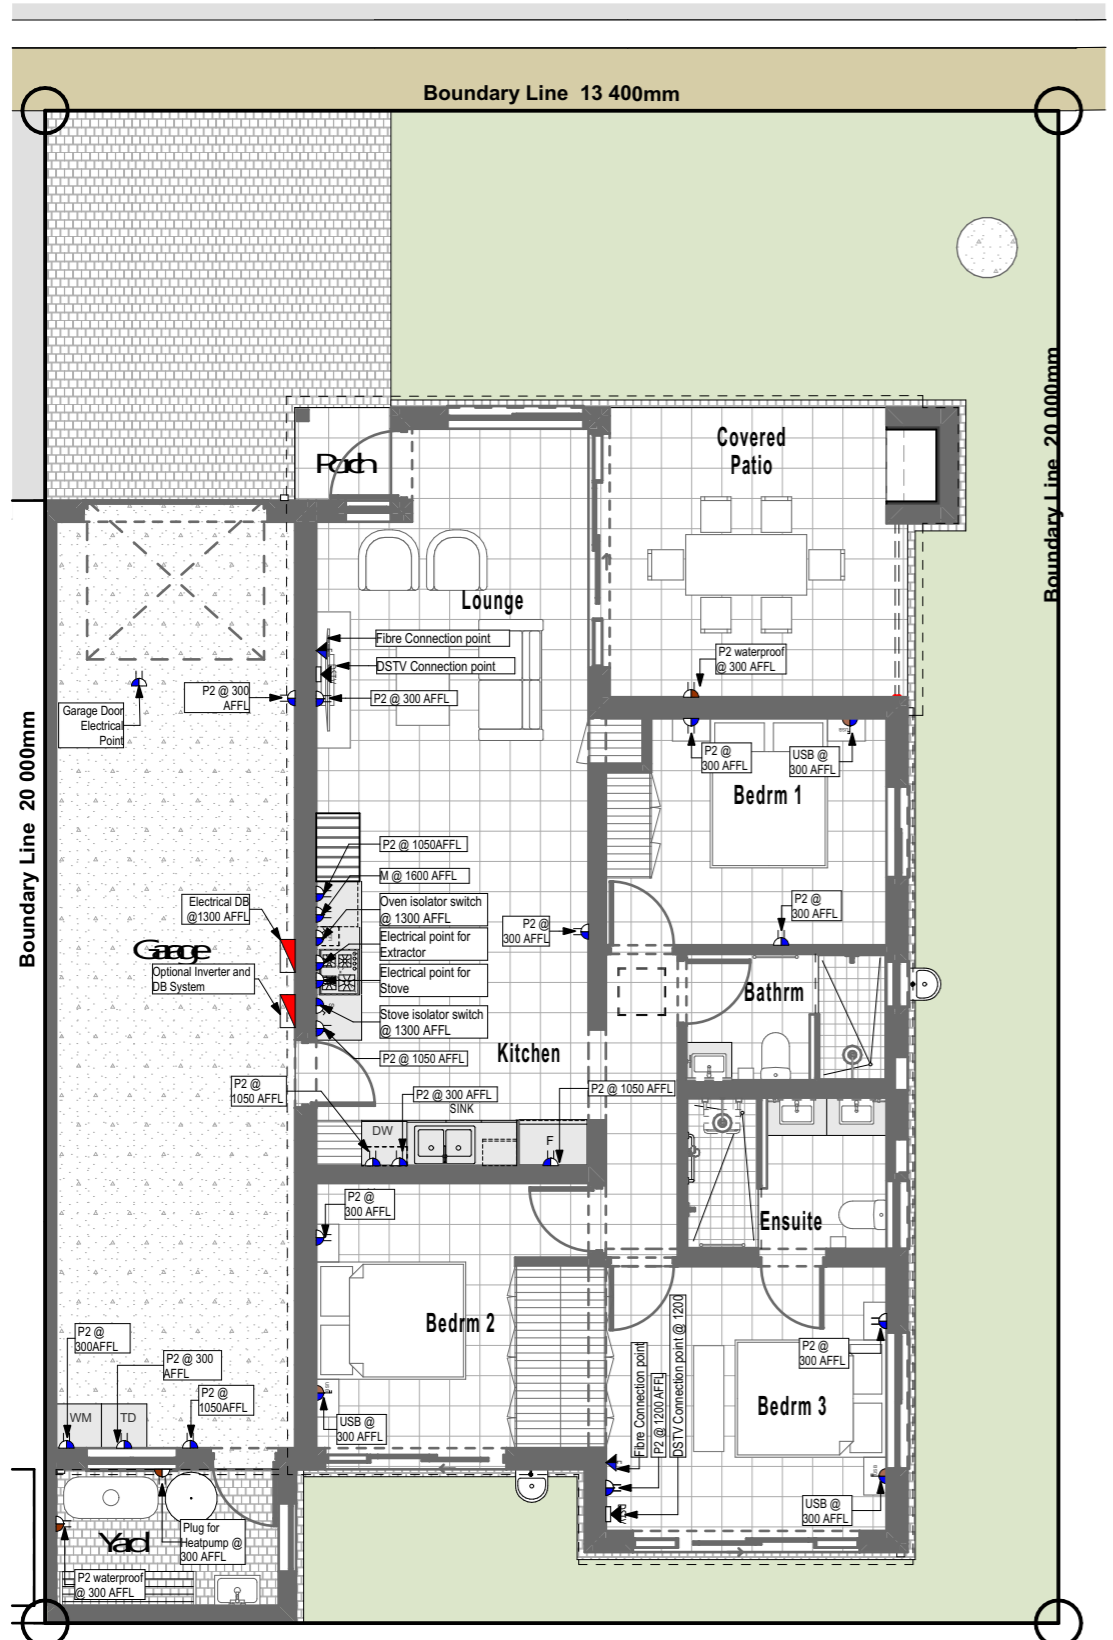 Boundary Line 13 400mm
Boundary Line 20 000mm
Boundary Line 20 000mm
Porch
Covered
Patio
Lounge
Fibre Connection point
DSTV Connection point
P2 @ 300 AFFL
P2 @ 300
AFFL
Garage Door
Electrical
Point
P2 waterproof
@ 300 AFFL
P2 @
300 AFFL
USB @
300 AFFL
Bedrm 1
P2 @ 1050AFFL
M @ 1600 AFFL
Oven isolator switch
@ 1300 AFFL
Electrical point for
Extractor
Electrical point for
Stove
Stove isolator switch
@ 1300 AFFL
P2 @ 1050 AFFL
P2 @
300 AFFL
P2 @
300 AFFL
Electrical DB
@1300 AFFL
Garage
Optional Inverter and
DB System
Bathrm
Kitchen
P2 @
1050 AFFL
P2 @ 300 AFFL
SINK
P2 @ 1050 AFFL
DW
F
P2 @
300 AFFL
Ensuite
Bedrm 2
P2 @
300AFFL
P2 @ 300
AFFL
P2 @
1050AFFL
WM
TD
USB @
300 AFFL
Fibre Connection point
P2 @ 1200 AFFL
DSTV Connection point @ 1200
P2 @
300 AFFL
Bedrm 3
USB @
300 AFFL
DSTV
Plug for
Heatpump @
300 AFFL
Yard
P2 waterproof
@ 300 AFFL